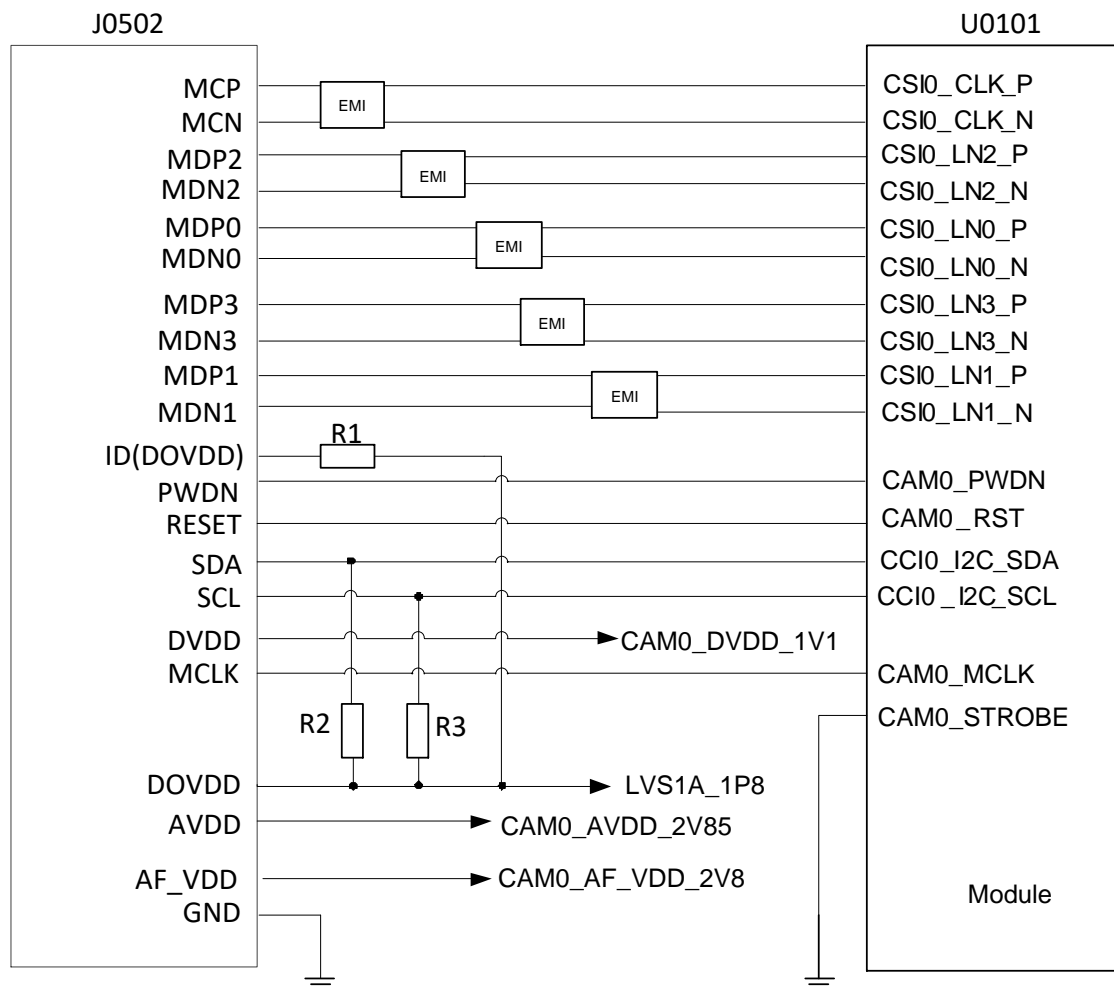 J0502
U0101
MCP
EMI
CSI0_CLK_P
MCN
CSI0_CLK_N
MDP2
EMI
CSI0_LN2_P
MDN2
CSI0_LN2_N
MDP0
EMI
CSI0_LN0_P
MDN0
CSI0_LN0_N
MDP3
EMI
CSI0_LN3_P
MDN3
CSI0_LN3_N
MDP1
EMI
CSI0_LN1_P
MDN1
CSI0_LN1_N
R1
ID(DOVDD)
PWDN
CAM0_PWDN
RESET
CAM0_RST
SDA
CCI0_I2C_SDA
SCL
CCI0_I2C_SCL
DVDD
CAM0_DVDD_1V1
MCLK
CAM0_MCLK
R2
R3
CAM0_STROBE
DOVDD
LVS1A_1P8
AVDD
CAM0_AVDD_2V85
AF_VDD
CAM0_AF_VDD_2V8
GND
Module